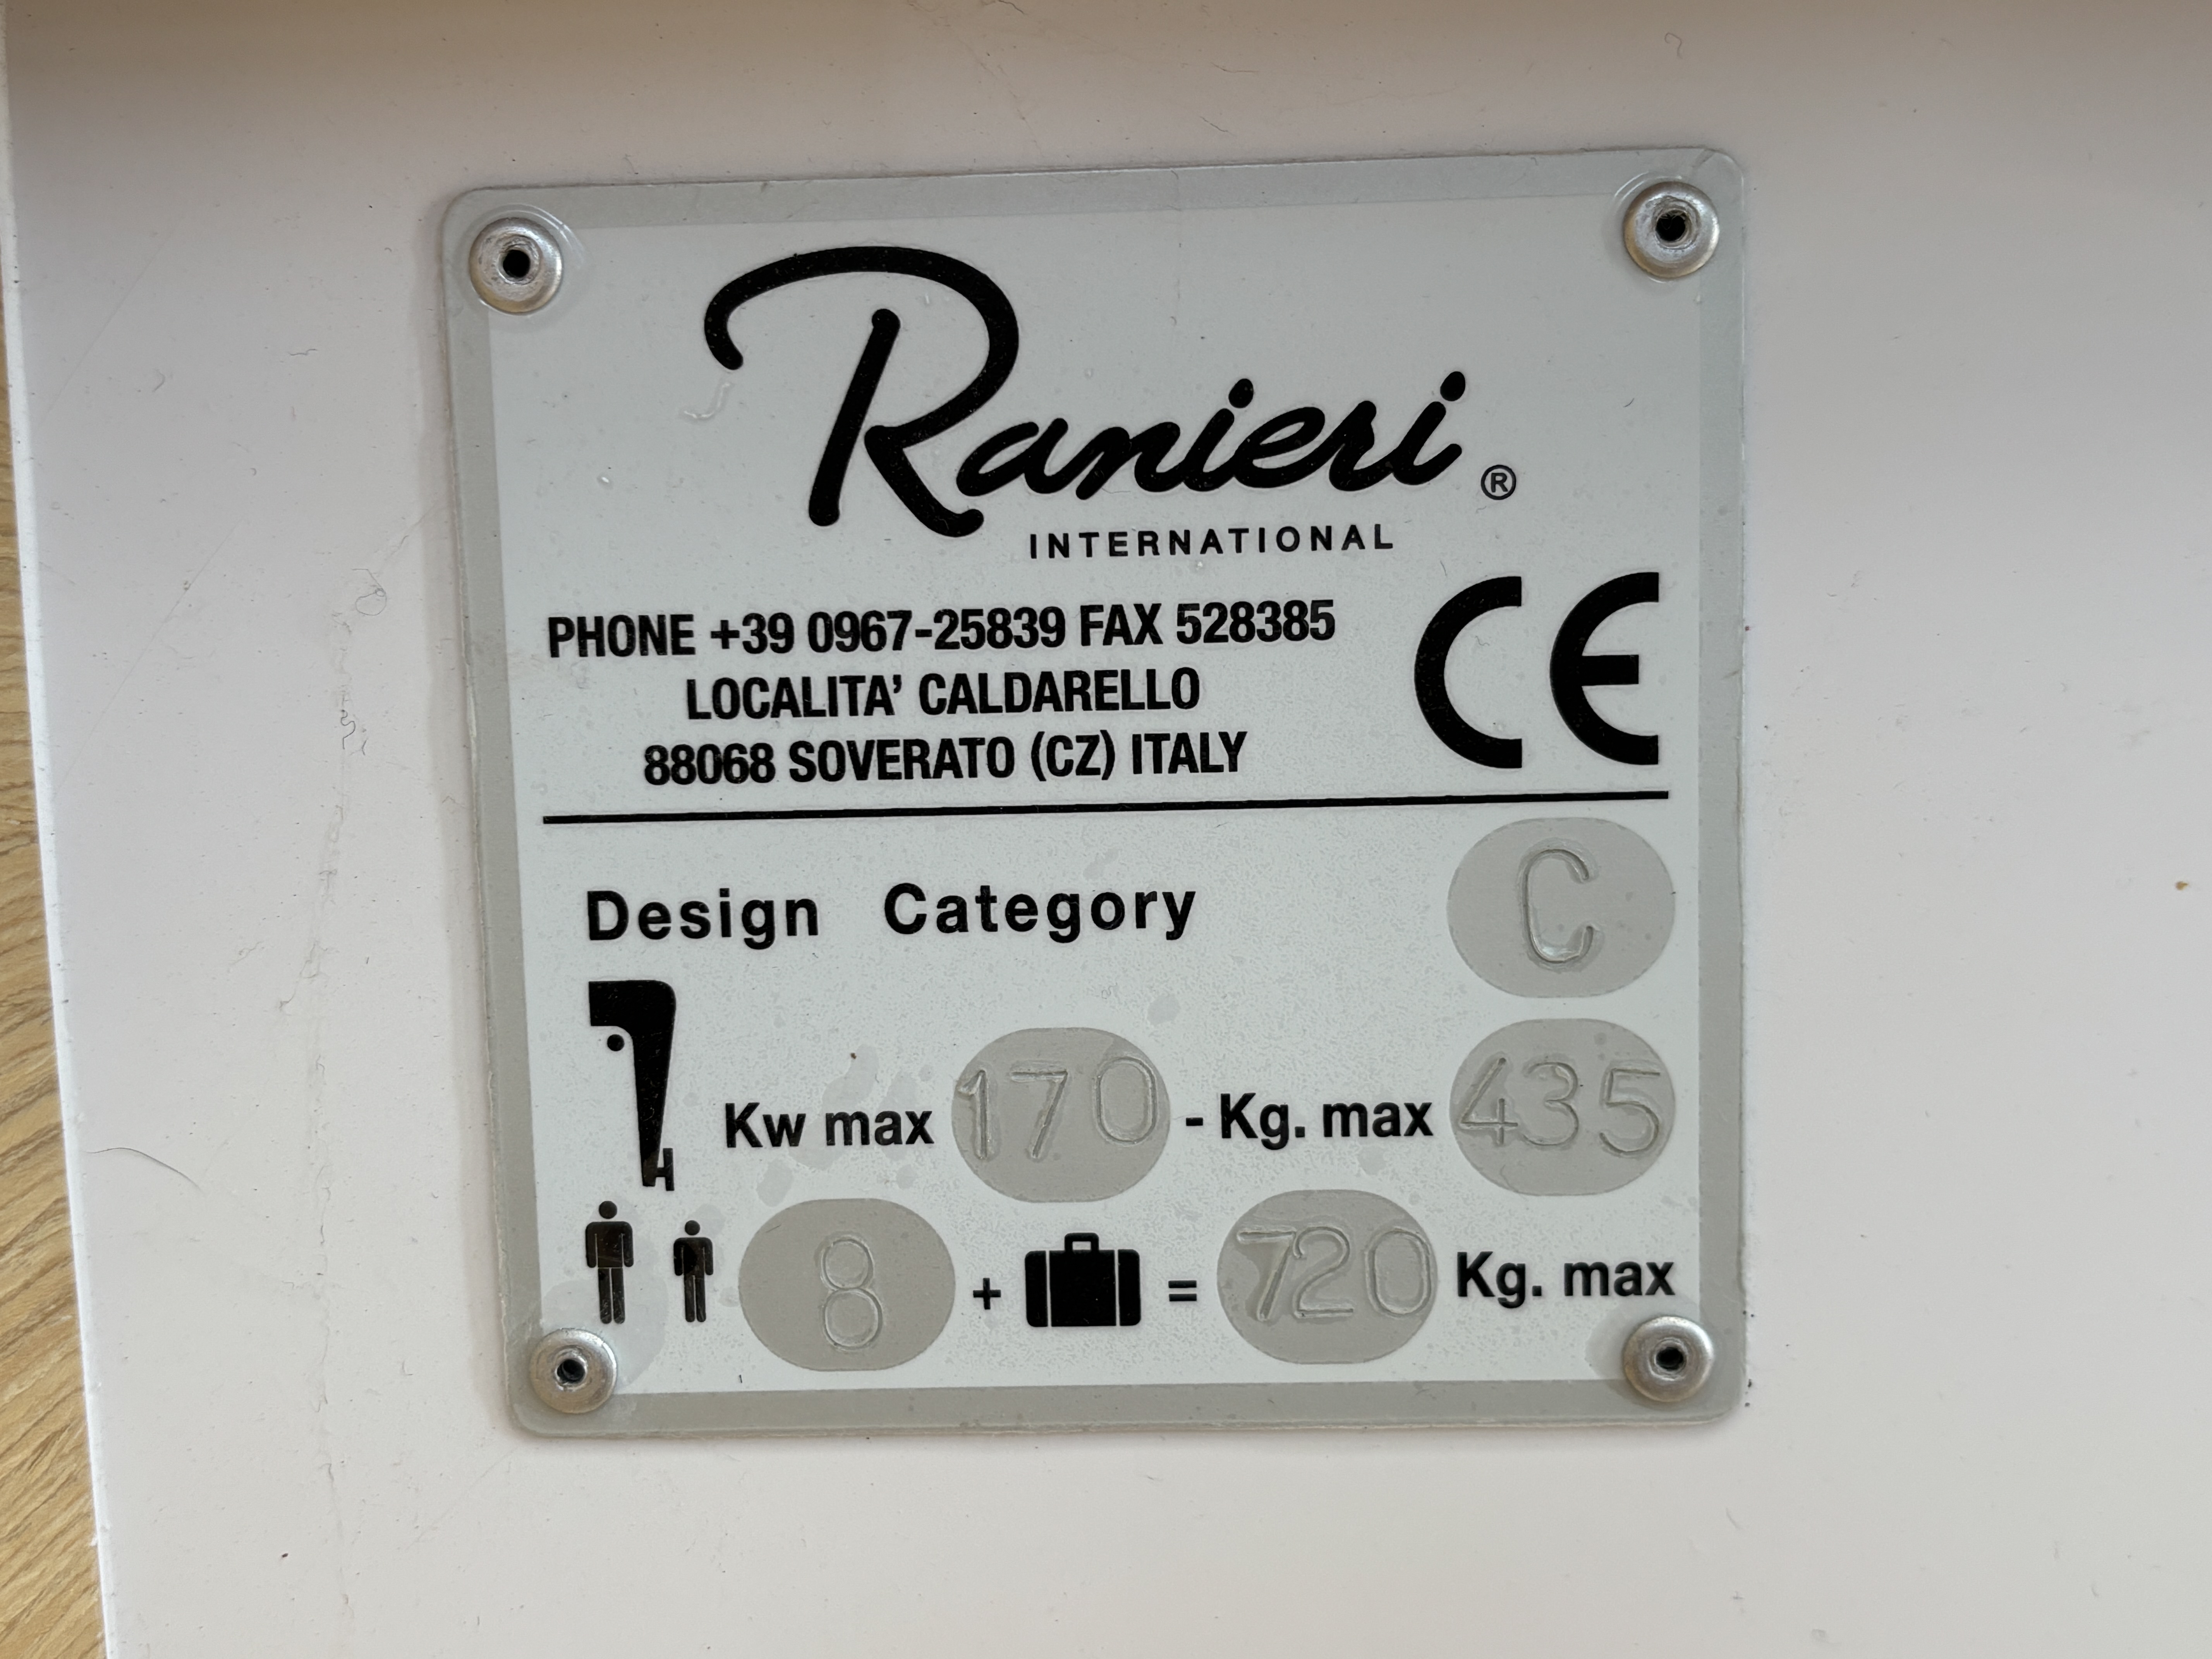 Ranieri ®
INTERNATIONAL
PHONE +39 0967-25839 FAX 528385
LOCALITA' CALDARELLO
88068 SOVERATO (CZ) ITALY
CE
Design Category C
Kw max 170 - Kg. max 435
8 + = 720 Kg. max